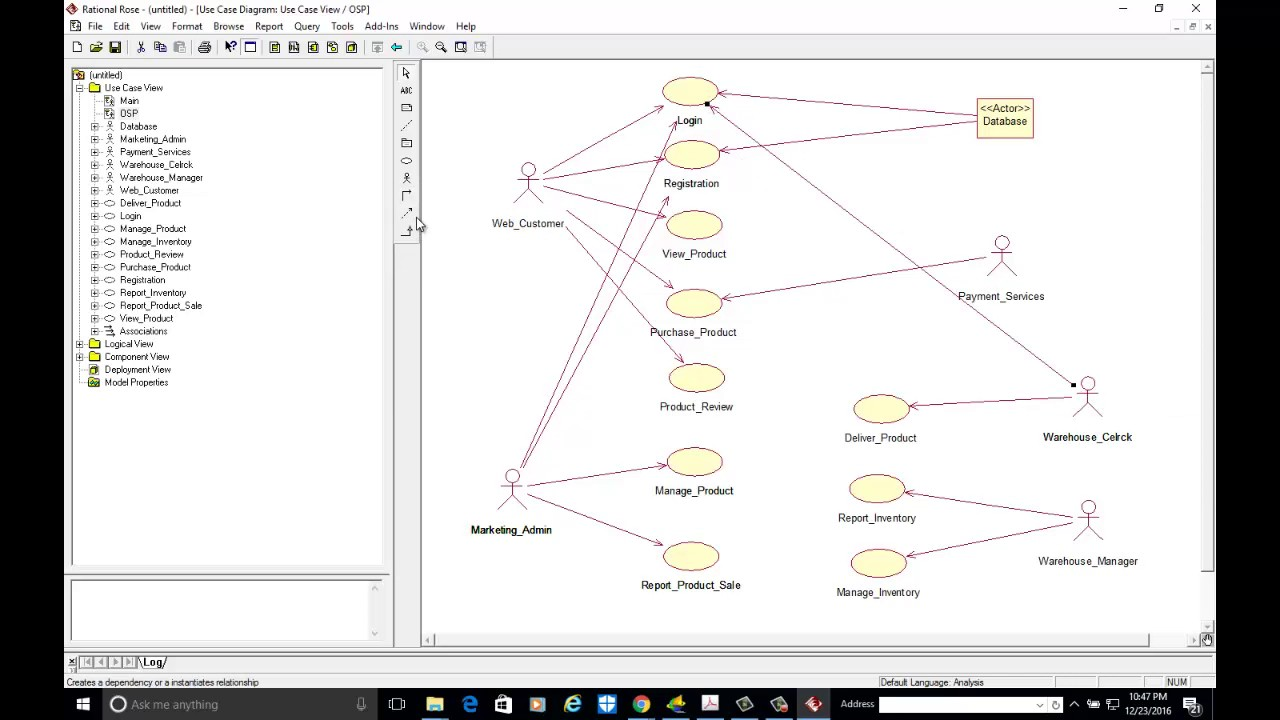 Rational Rose - (untitled) - [Use Case Diagram: Use Case View / OSP]
File Edit View Format Browse Report Query Tools Add-Ins Window Help
(untitled)
Use Case View
Main
OSP
Database
Marketing_Admin
Payment_Services
Warehouse_Celrck
Warehouse_Manager
Web_Customer
Deliver_Product
Login
Manage_Product
Manage_Inventory
Product_Review
Purchase_Product
Registration
Report_Inventory
Report_Product_Sale
View_Product
Associations
Logical View
Component View
Deployment View
Model Properties
ABC
Login
<<Actor>>
Database
Registration
Web_Customer
View_Product
Payment_Services
Purchase_Product
Product_Review
Deliver_Product
Warehouse_Celrck
Manage_Product
Report_Inventory
Marketing_Admin
Warehouse_Manager
Report_Product_Sale
Manage_Inventory
Log
Creates a dependency or a instantiates relationship
Default Language: Analysis
NUM
Ask me anything
Address
10:47 PM
12/23/2016
21